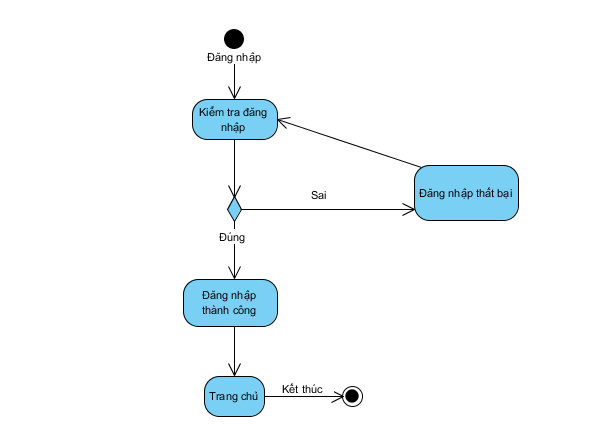 Đăng nhập
Kiểm tra đăng
nhập
Đăng nhập thất bại
Sai
Đúng
Đăng nhập
thành công
Trang chủ
Kết thúc